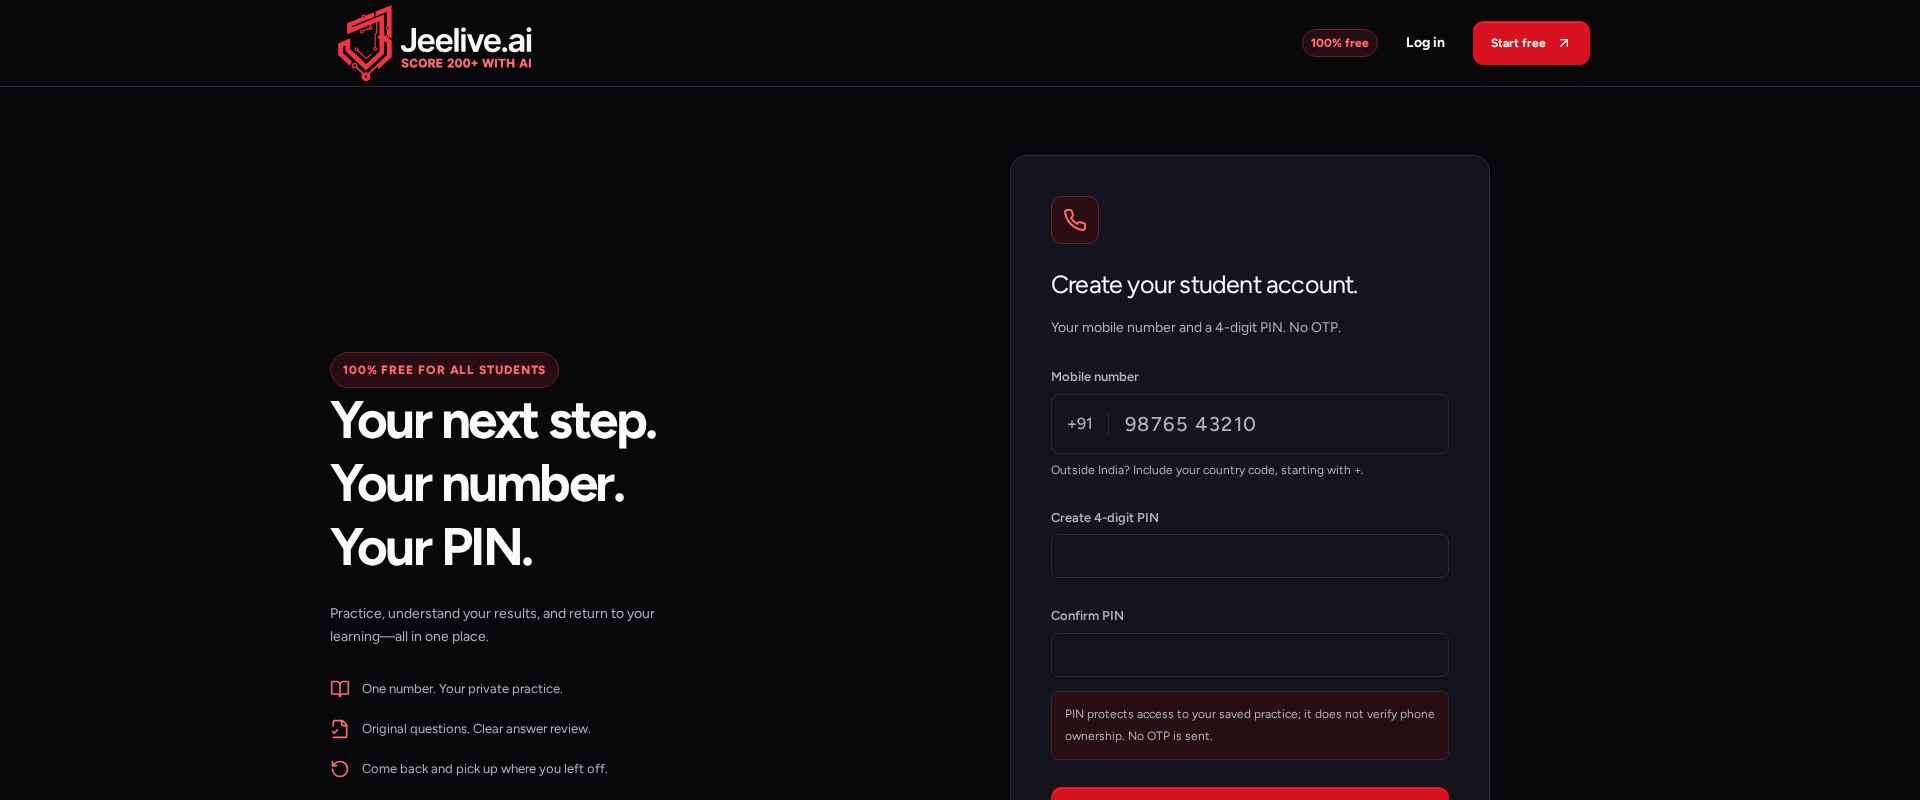 Jeelive.ai
SCORE 200+ WITH AI
100% free
Log in
Start free
100% FREE FOR ALL STUDENTS
Your next step.
Your number.
Your PIN.
Practice, understand your results, and return to your
learning—all in one place.
One number. Your private practice.
Original questions. Clear answer review.
Come back and pick up where you left off.
Create your student account.
Your mobile number and a 4-digit PIN. No OTP.
Mobile number
+91 98765 43210
Outside India? Include your country code, starting with +.
Create 4-digit PIN
Confirm PIN
PIN protects access to your saved practice; it does not verify phone
ownership. No OTP is sent.